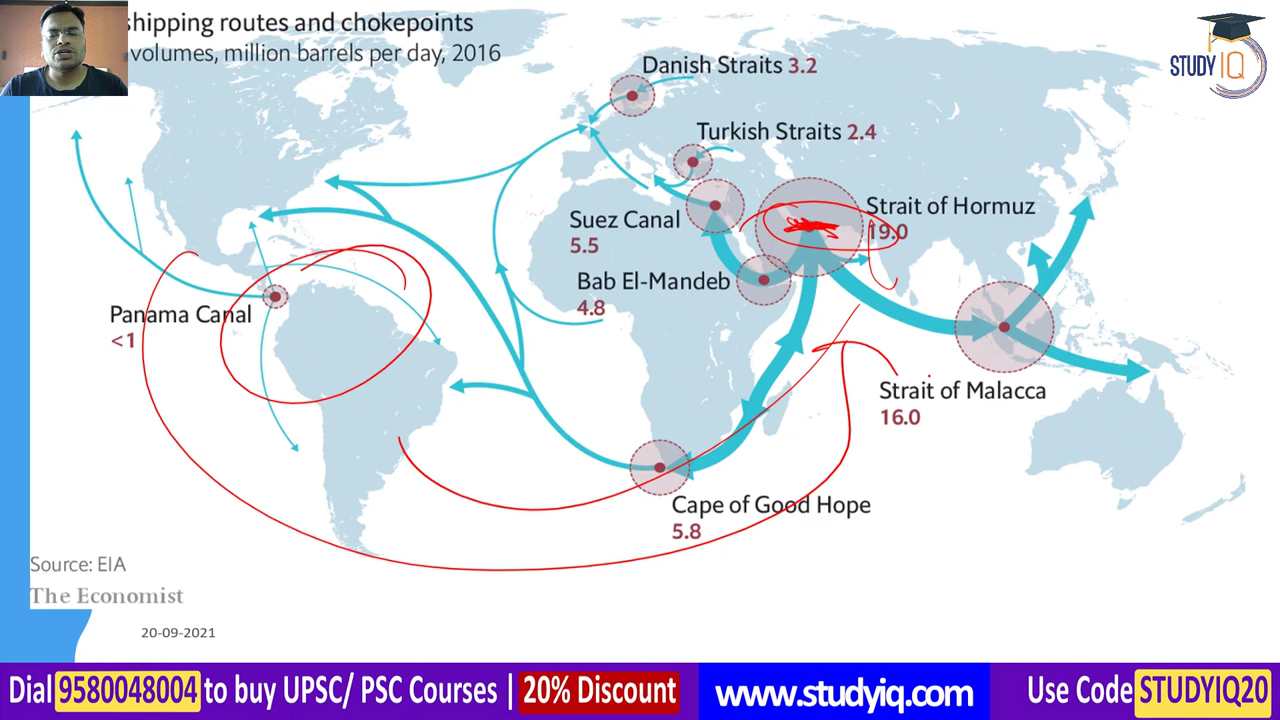 shipping routes and chokepoints
volumes, million barrels per day, 2016
STUDY IQ
Danish Straits 3.2
Turkish Straits 2.4
Suez Canal
5.5
Strait of Hormuz
19.0
Bab El-Mandeb
4.8
Panama Canal
<1
Strait of Malacca
16.0
Cape of Good Hope
5.8
Source: EIA
The Economist
20-09-2021
Dial 9580048004 to buy UPSC/ PSC Courses | 20% Discount
www.studyiq.com
Use Code STUDYIQ20